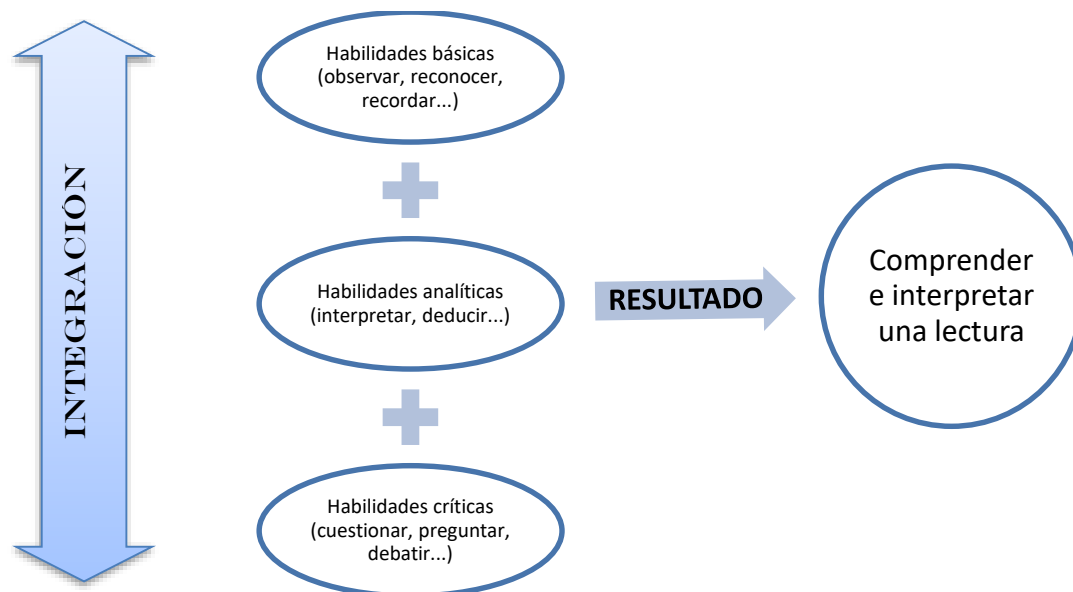 INTEGRACIÓN
Habilidades básicas
(observar, reconocer,
recordar...)
Habilidades analíticas
(interpretar, deducir...)
Habilidades críticas
(cuestionar, preguntar,
debatir...)
RESULTADO
Comprender
e interpretar
una lectura